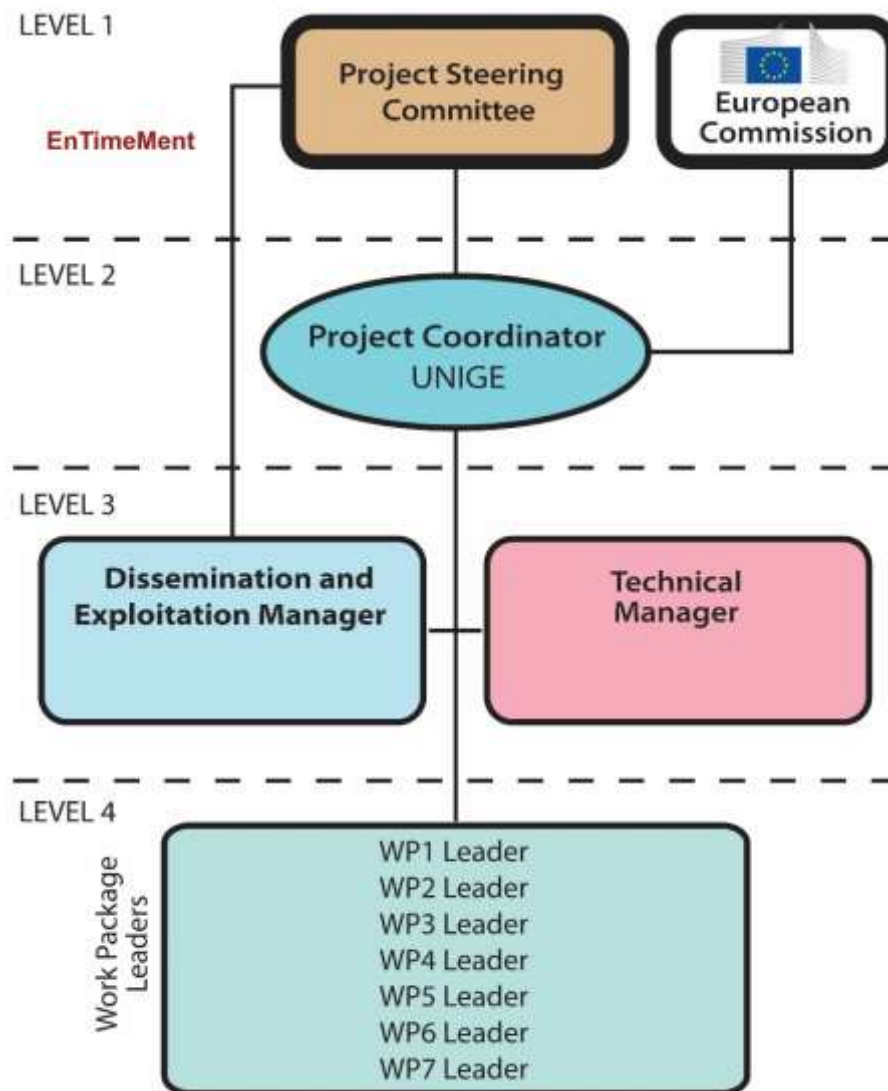 LEVEL 1
Project Steering
Committee
European
Commission
EnTimeMent
LEVEL 2
Project Coordinator
UNIGE
LEVEL 3
Dissemination and
Exploitation Manager
Technical
Manager
LEVEL 4
Work Package
Leaders
WP1 Leader
WP2 Leader
WP3 Leader
WP4 Leader
WP5 Leader
WP6 Leader
WP7 Leader